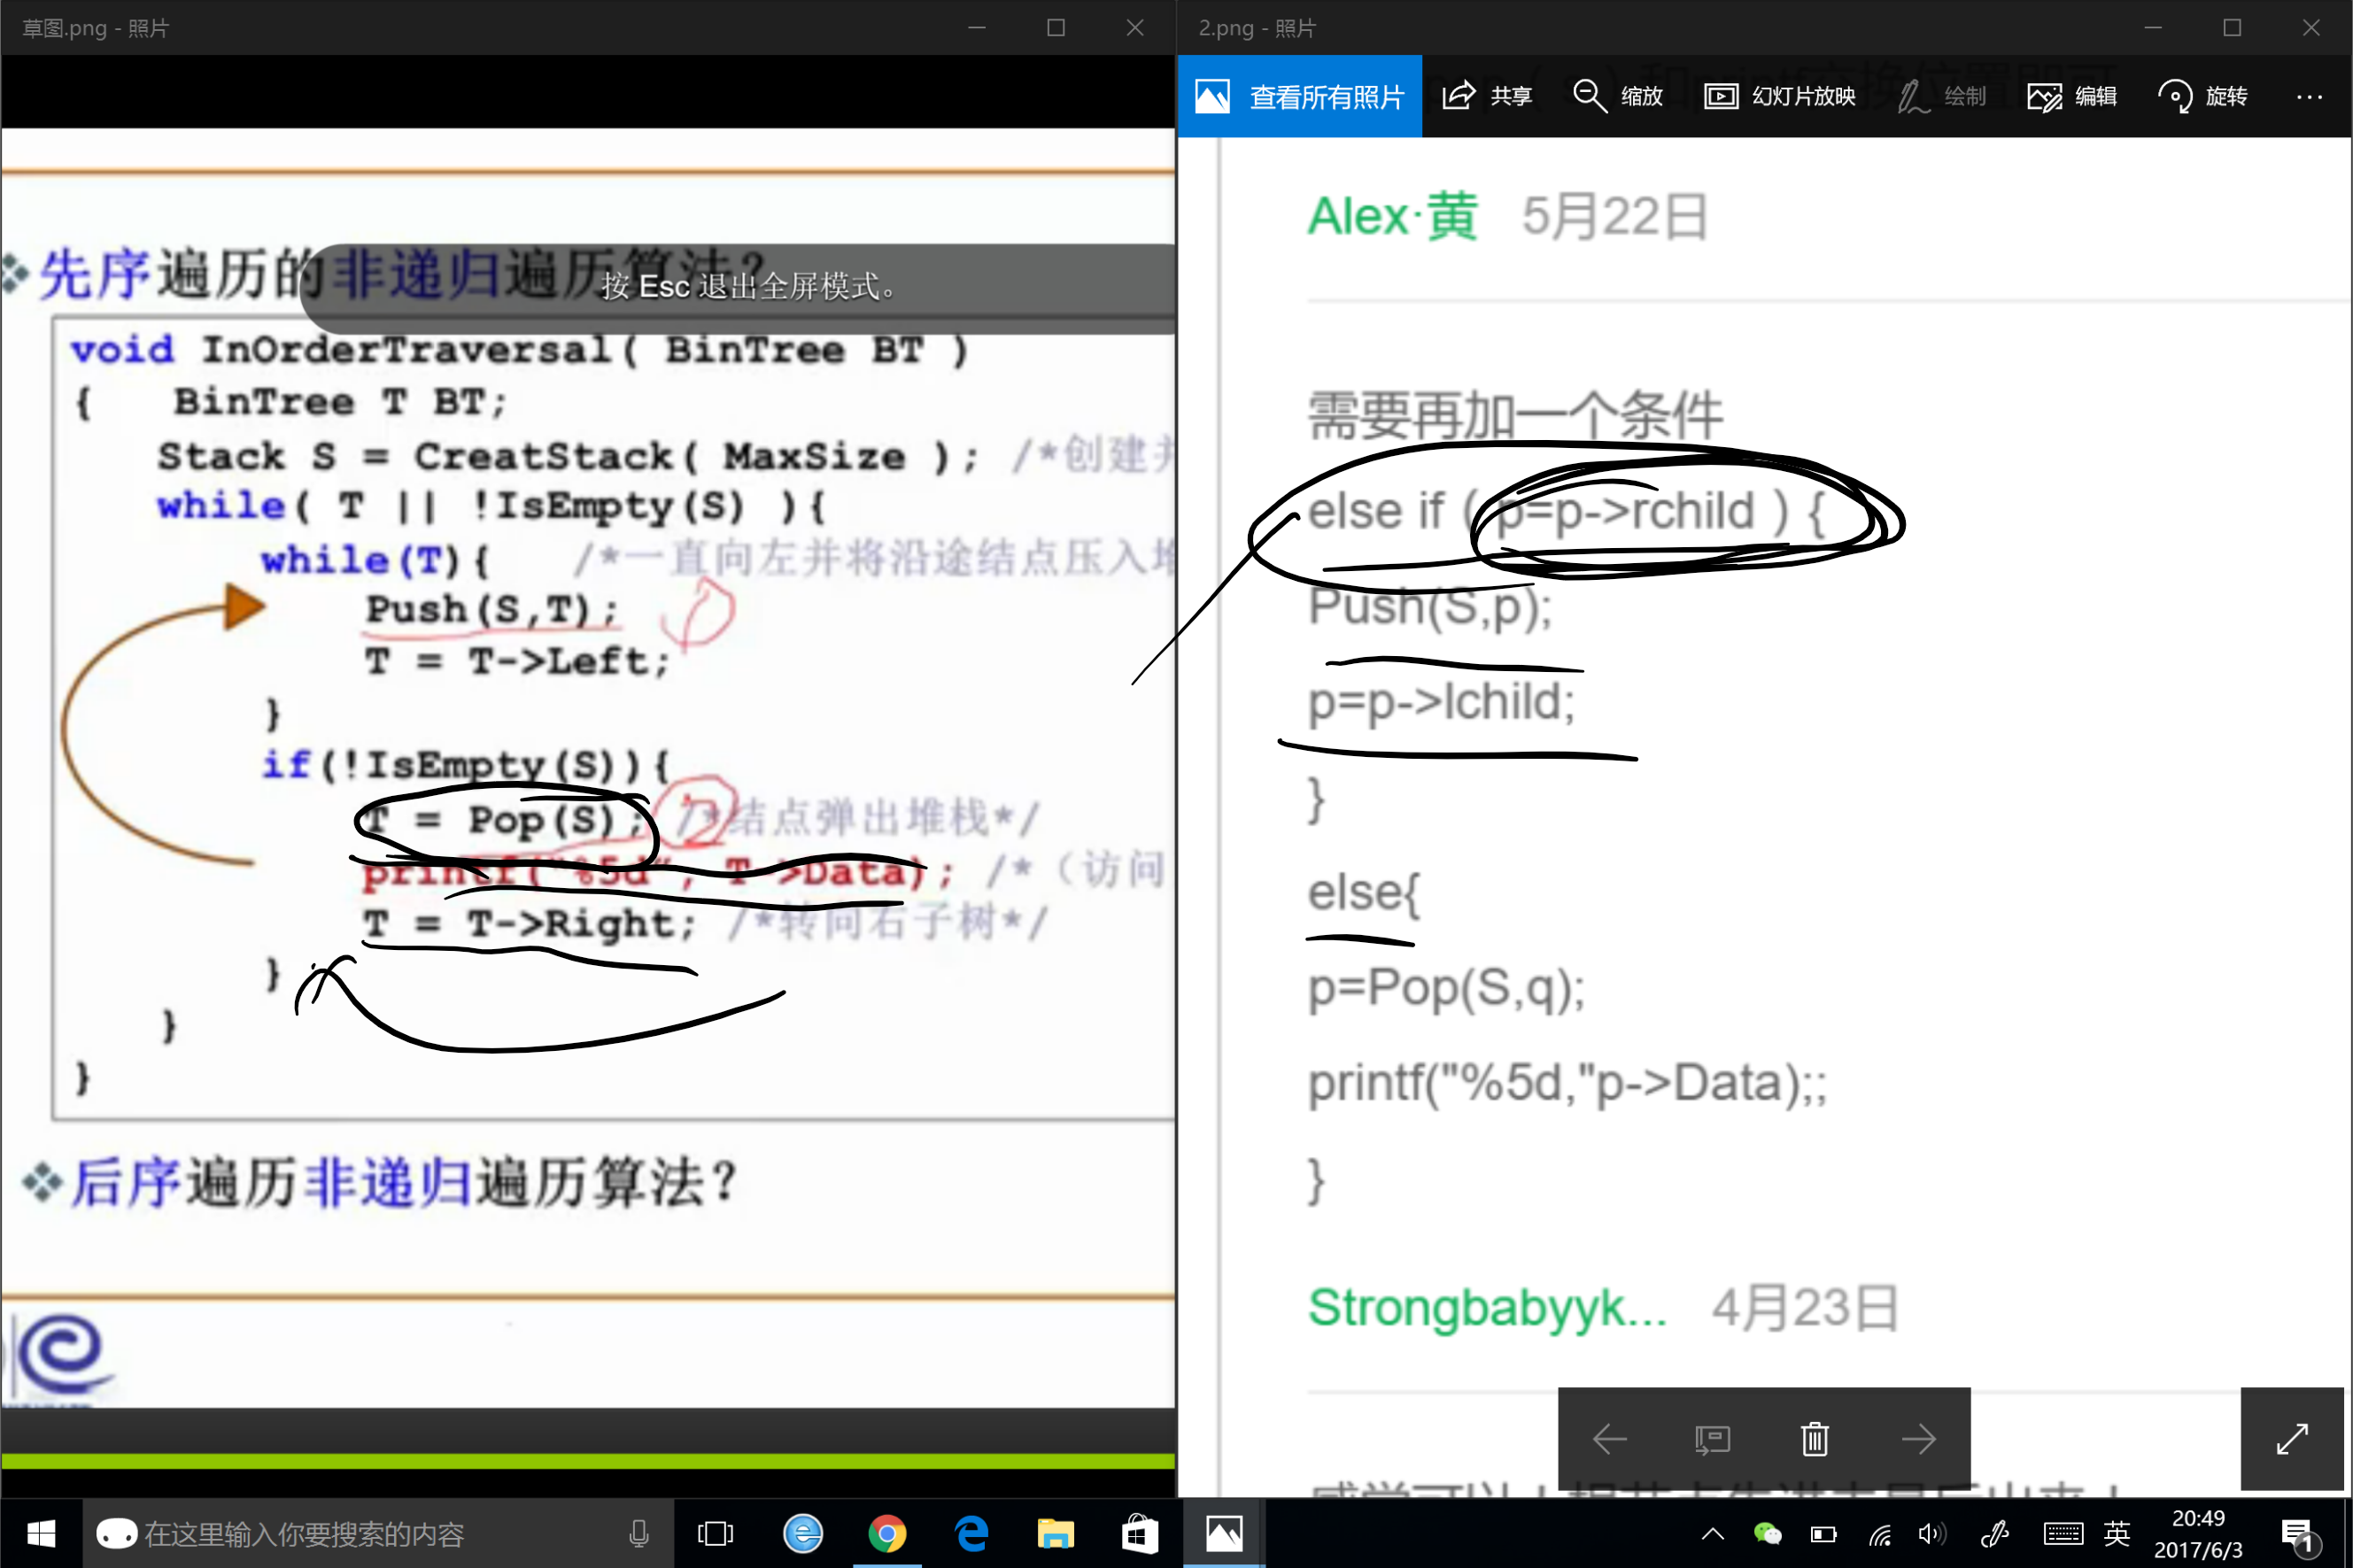 草图.png - 照片
先序遍历的非递归遍历算法?
按 Esc 退出全屏模式。
void InOrderTraversal( BinTree BT )
{ BinTree T BT;
Stack S = CreatStack( MaxSize ); /*创建并
while( T || !IsEmpty(S) ){
while(T){ /*一直向左并将沿途结点压入堆
Push(S,T);
T = T->Left;
}
if(!IsEmpty(S)){
T = Pop(S); /*结点弹出堆栈*/
2
printf("%5d", T->Data); /*（访问
T = T->Right; /*转向右子树*/
}
}
}
后序遍历非递归遍历算法?
2.png - 照片
查看所有照片
共享
缩放
幻灯片放映
绘制
编辑
旋转
Alex·黄 5月22日
需要再加一个条件
else if ( p=p->rchild ) {
Push(S,p);
p=p->lchild;
}
else{
p=Pop(S,q);
printf("%5d,"p->Data);;
}
Strongbabyyk... 4月23日
在这里输入你要搜索的内容
英
20:49
2017/6/3
1